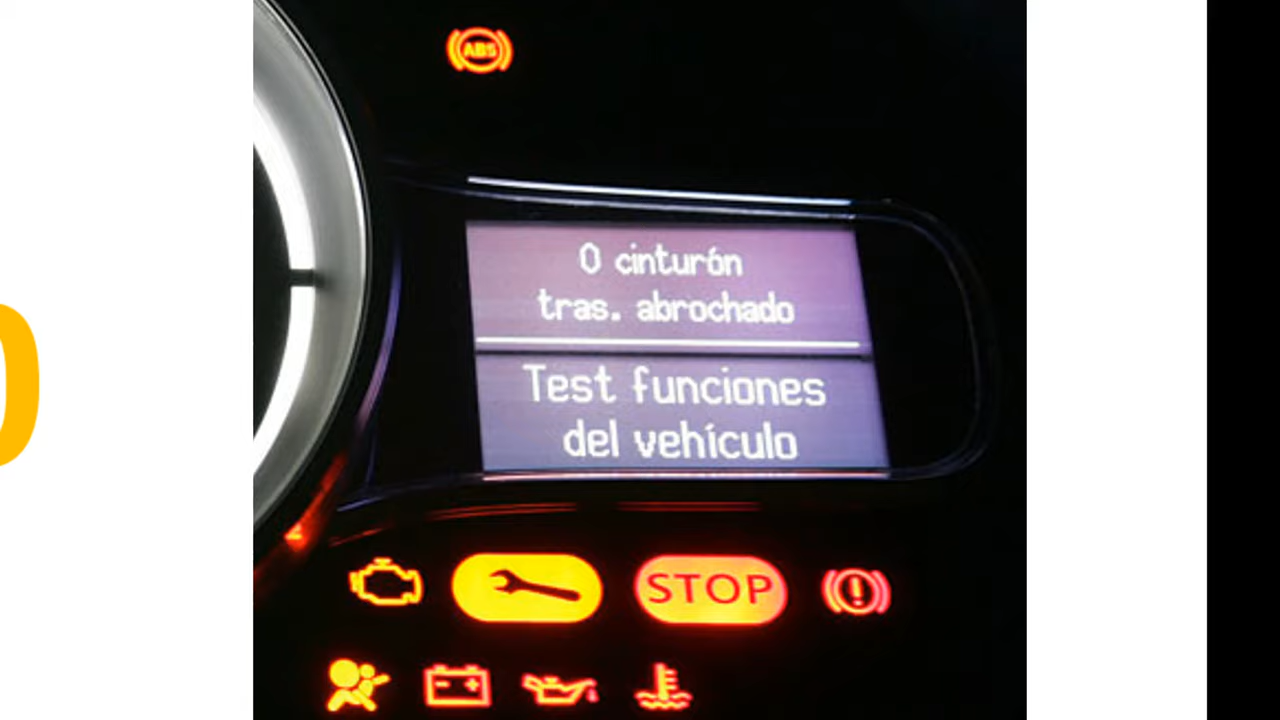 ABS
0 cinturón
tras. abrochado
Test funciones
del vehículo
STOP